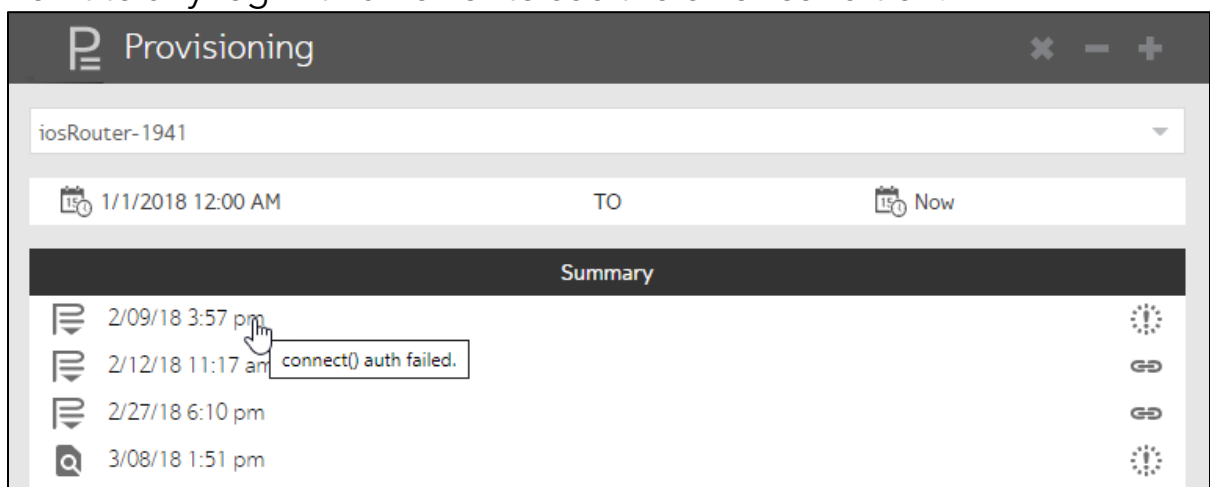 Provisioning
iosRouter-1941
1/1/2018 12:00 AM TO Now
Summary
2/09/18 3:57 pm
connect() auth failed.
2/12/18 11:17 am
2/27/18 6:10 pm
3/08/18 1:51 pm